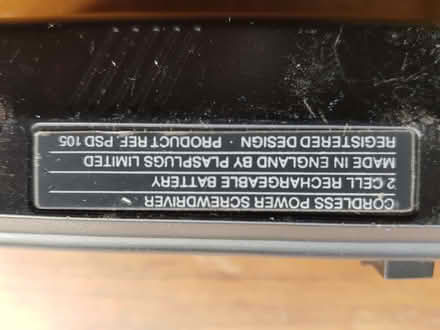 CORDLESS POWER SCREWDRIVER
2 CELL RECHARGEABLE BATTERY
MADE IN ENGLAND BY PLASPLUGS LIMITED
REGISTERED DESIGN · PRODUCT REF. PSD 105